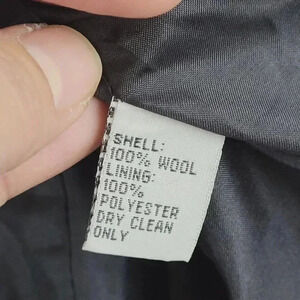 SHELL:
100% WOOL
LINING:
100%
POLYESTER
DRY CLEAN
ONLY